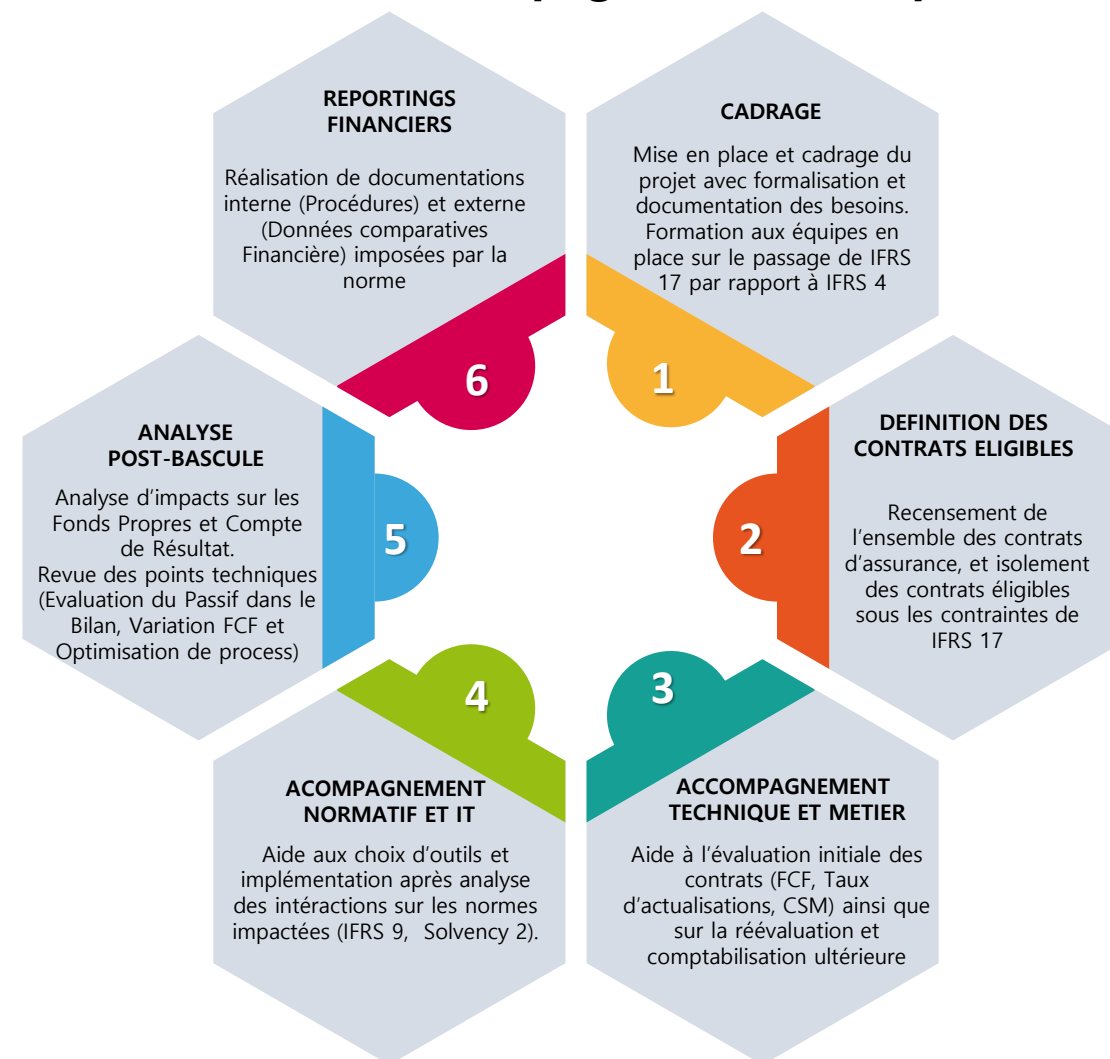 REPORTINGS
FINANCIERS
Réalisation de documentations
interne (Procédures) et externe
(Données comparatives
Financière) imposées par la
norme
6
CADRAGE
Mise en place et cadrage du
projet avec formalisation et
documentation des besoins.
Formation aux équipes en
place sur le passage de IFRS
17 par rapport à IFRS 4
1
DEFINITION DES
CONTRATS ELIGIBLES
Recensement de
l'ensemble des contrats
d'assurance, et isolement
des contrats éligibles
sous les contraintes de
IFRS 17
2
ANALYSE
POST-BASCULE
Analyse d'impacts sur les
Fonds Propres et Compte
de Résultat.
Revue des points techniques
(Evaluation du Passif dans le
Bilan, Variation FCF et
Optimisation de process)
5
4
ACOMPAGNEMENT
NORMATIF ET IT
Aide aux choix d'outils et
implémentation après analyse
des intéractions sur les normes
impactées (IFRS 9, Solvency 2).
3
ACCOMPAGNEMENT
TECHNIQUE ET METIER
Aide à l'évaluation initiale des
contrats (FCF, Taux
d'actualisations, CSM) ainsi que
sur la réévaluation et
comptabilisation ultérieure